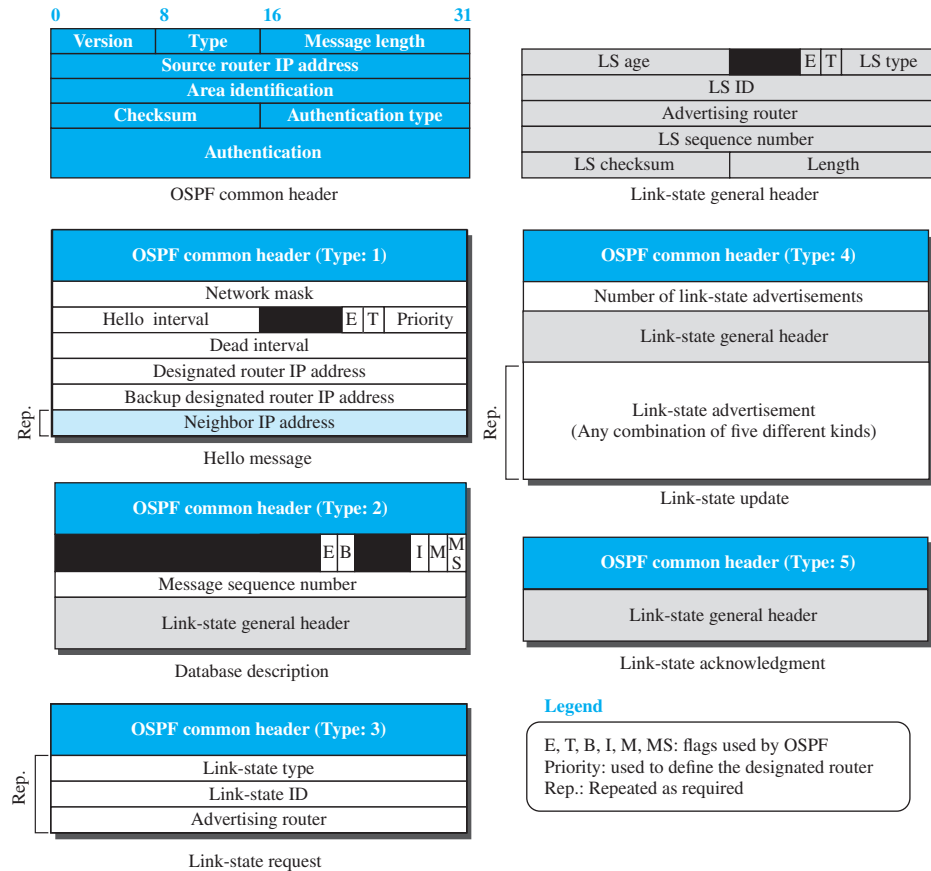 0 8 16 31
Version Type Message length
Source router IP address
Area identification
Checksum Authentication type
Authentication
OSPF common header
LS age E T LS type
LS ID
Advertising router
LS sequence number
LS checksum Length
Link-state general header
OSPF common header (Type: 1)
Network mask
Hello interval E T Priority
Dead interval
Designated router IP address
Backup designated router IP address
Rep.
Neighbor IP address
Hello message
OSPF common header (Type: 4)
Number of link-state advertisements
Link-state general header
Rep.
Link-state advertisement
(Any combination of five different kinds)
Link-state update
OSPF common header (Type: 2)
E B I M M
S
Message sequence number
Link-state general header
Database description
OSPF common header (Type: 5)
Link-state general header
Link-state acknowledgment
OSPF common header (Type: 3)
Rep.
Link-state type
Link-state ID
Advertising router
Link-state request
Legend
E, T, B, I, M, MS: flags used by OSPF
Priority: used to define the designated router
Rep.: Repeated as required